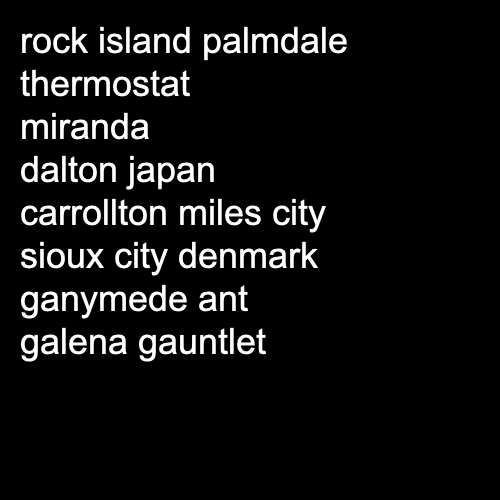 rock island palmdale
thermostat
miranda
dalton japan
carrollton miles city
sioux city denmark
ganymede ant
galena gauntlet